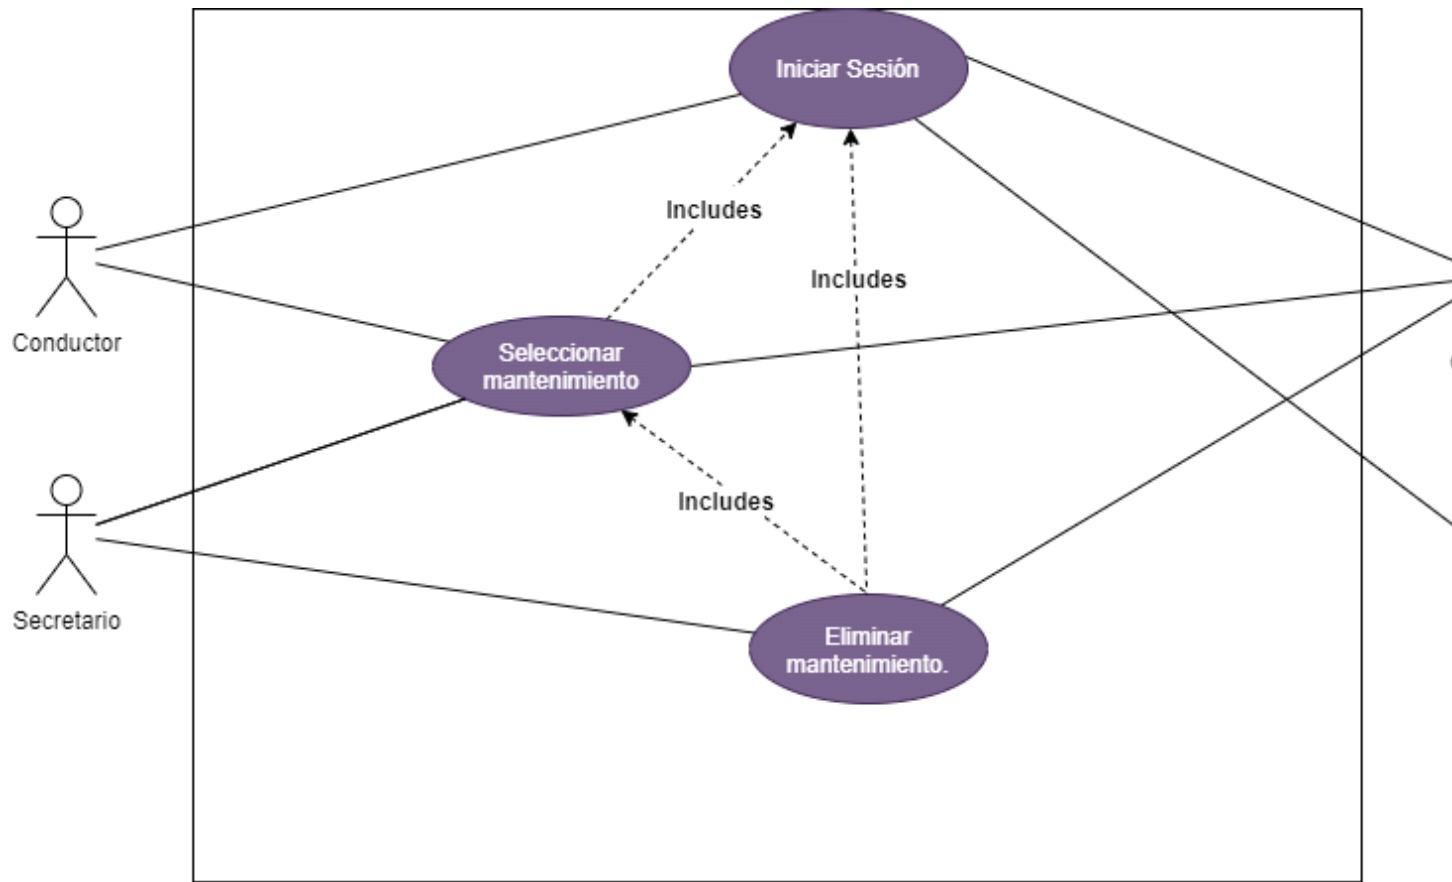 Iniciar Sesión
Includes
Includes
Conductor
Seleccionar
mantenimiento
Includes
Secretario
Eliminar
mantenimiento.